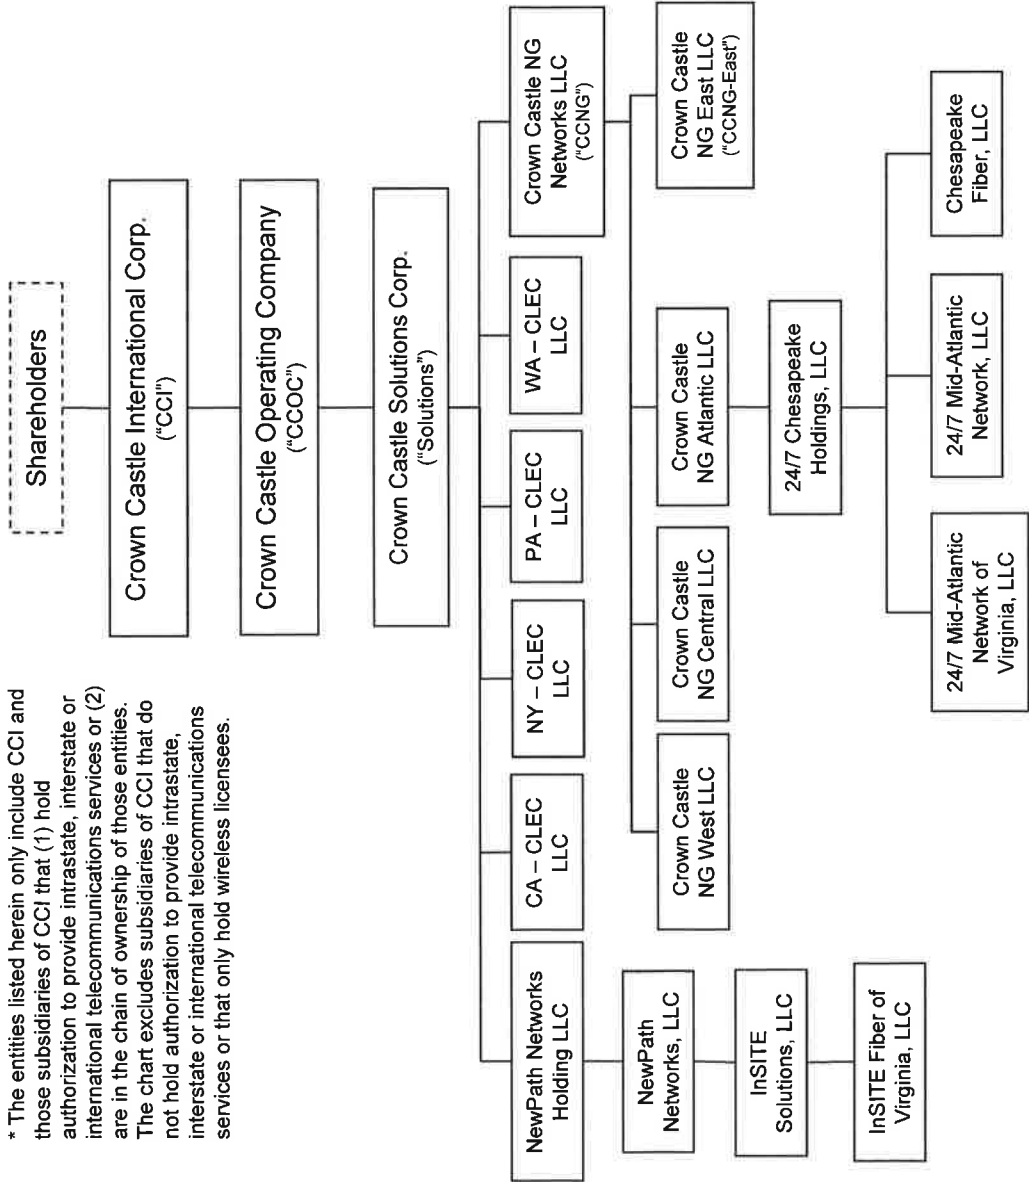 * The entities listed herein only include CCI and
those subsidiaries of CCI that (1) hold
authorization to provide intrastate, interstate or
international telecommunications services or (2)
are in the chain of ownership of those entities.
The chart excludes subsidiaries of CCI that do
not hold authorization to provide intrastate,
interstate or international telecommunications
services or that only hold wireless licensees.
Shareholders
Crown Castle International Corp.
("CCI")
Crown Castle Operating Company
("CCOC")
Crown Castle Solutions Corp.
("Solutions")
NewPath Networks
Holding LLC
CA – CLEC
LLC
NY – CLEC
LLC
PA – CLEC
LLC
WA – CLEC
LLC
Crown Castle NG
Networks LLC
("CCNG")
NewPath
Networks, LLC
InSITE
Solutions, LLC
InSITE Fiber of
Virginia, LLC
Crown Castle
NG West LLC
Crown Castle
NG Central LLC
Crown Castle
NG Atlantic LLC
Crown Castle
NG East LLC
("CCNG-East")
24/7 Chesapeake
Holdings, LLC
24/7 Mid-Atlantic
Network of
Virginia, LLC
24/7 Mid-Atlantic
Network, LLC
Chesapeake
Fiber, LLC